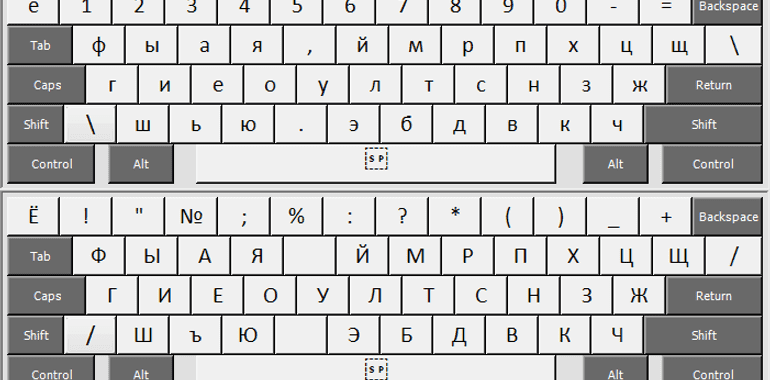 ё 1 2 3 4 5 6 7 8 9 0 - = Backspace
Tab ф ы а я , й м р п х ц щ \
Caps г и е о у л т с н з ж Return
Shift \ ш ь ю . э б д в к ч Shift
Control Alt SP Alt Control
Ё ! " № ; % : ? * ( ) _ + Backspace
Tab Ф Ы А Я Й М Р П Х Ц Щ /
Caps Г И Е О У Л Т С Н З Ж Return
Shift / Ш ъ Ю Э Б Д В К Ч Shift
Control Alt SP Alt Control